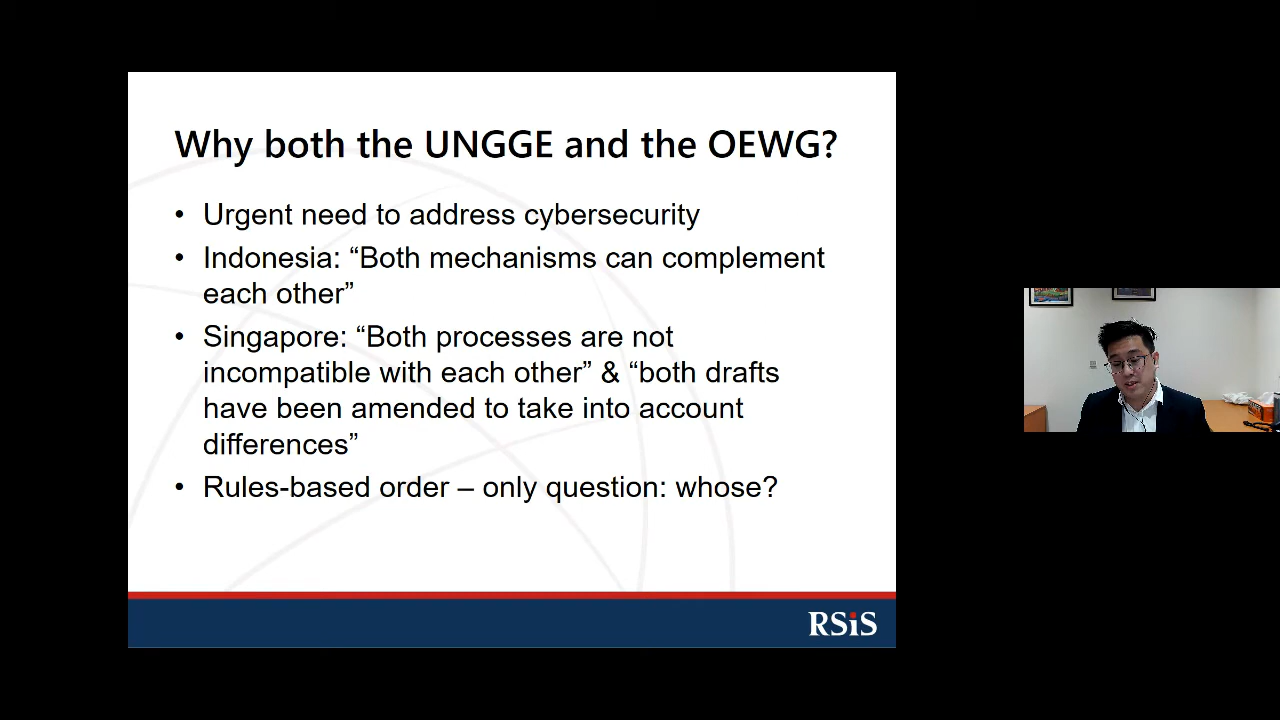 Why both the UNGGE and the OEWG?
• Urgent need to address cybersecurity
• Indonesia: “Both mechanisms can complement
each other”
• Singapore: “Both processes are not
incompatible with each other” & “both drafts
have been amended to take into account
differences”
• Rules-based order – only question: whose?
RSiS